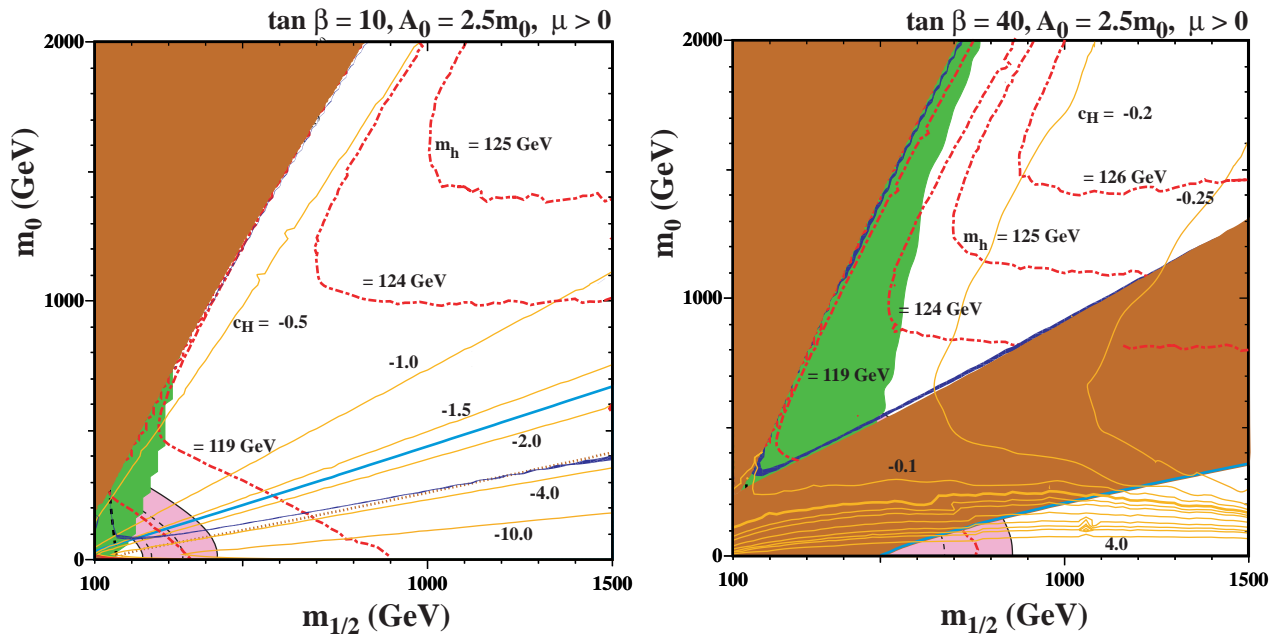 tan β = 10, A0 = 2.5m0, μ > 0
2000
1000
0
m0 (GeV)
mh = 125 GeV
= 124 GeV
cH = -0.5
-1.0
-1.5
-2.0
= 119 GeV
-4.0
-10.0
100
1000
1500
m1/2 (GeV)
tan β = 40, A0 = 2.5m0, μ > 0
2000
1000
0
m0 (GeV)
cH = -0.2
= 126 GeV
-0.25
mh = 125 GeV
= 124 GeV
= 119 GeV
-0.1
4.0
100
1000
1500
m1/2 (GeV)